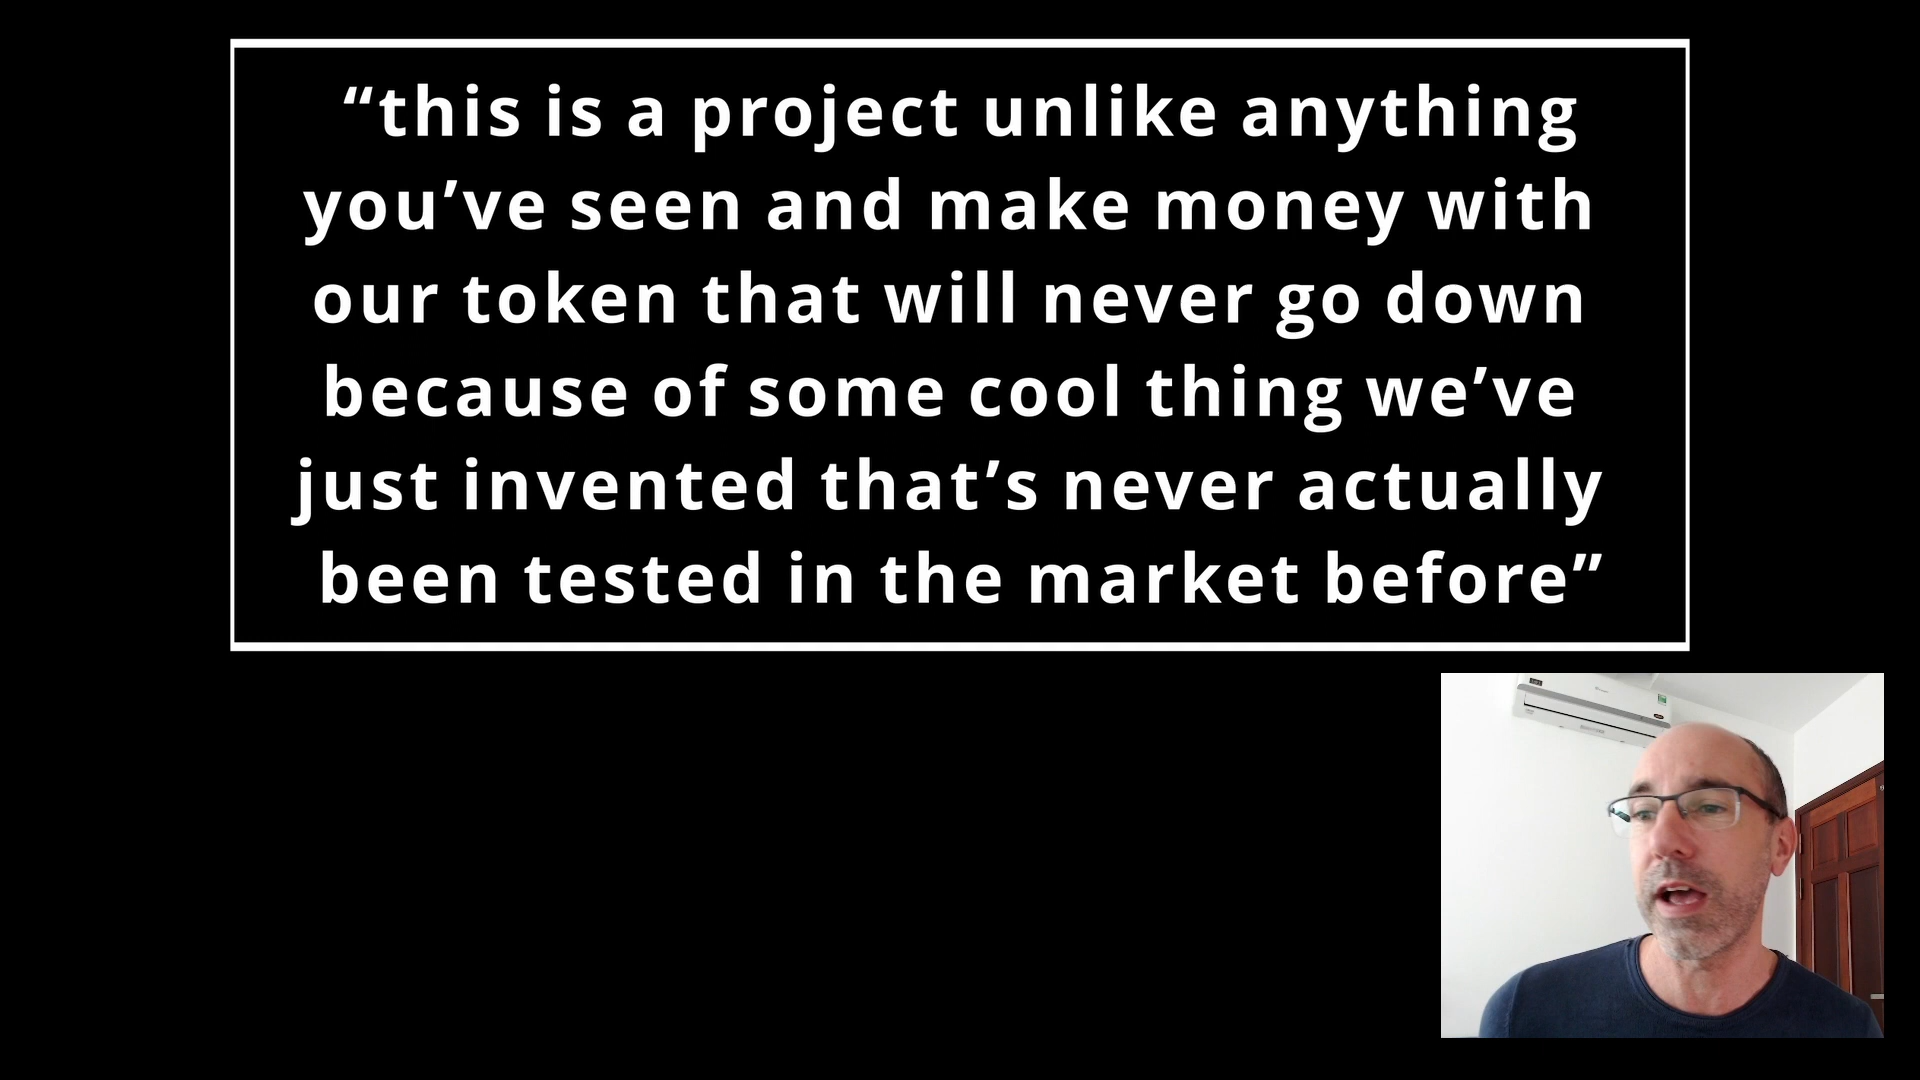 “this is a project unlike anything
you’ve seen and make money with
our token that will never go down
because of some cool thing we’ve
just invented that’s never actually
been tested in the market before”